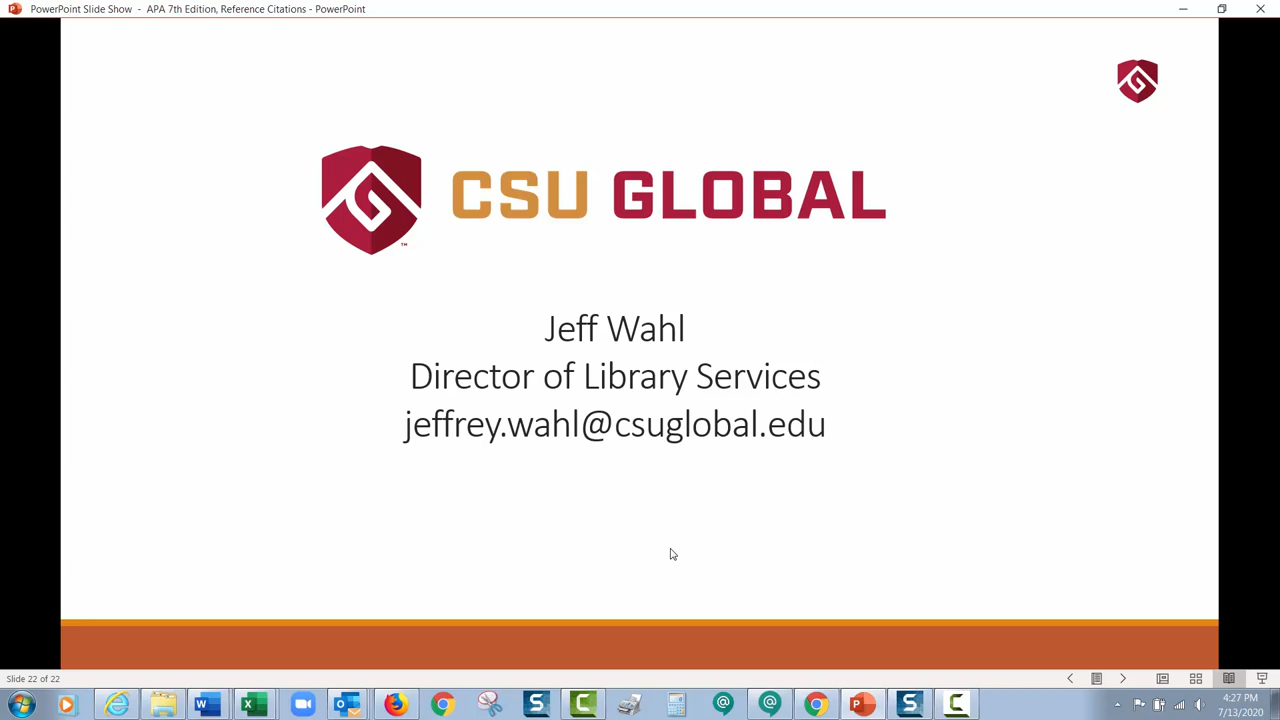 PowerPoint Slide Show - APA 7th Edition, Reference Citations - PowerPoint
CSU GLOBAL
™
Jeff Wahl
Director of Library Services
jeffrey.wahl@csuglobal.edu
Slide 22 of 22
4:27 PM
7/13/2020